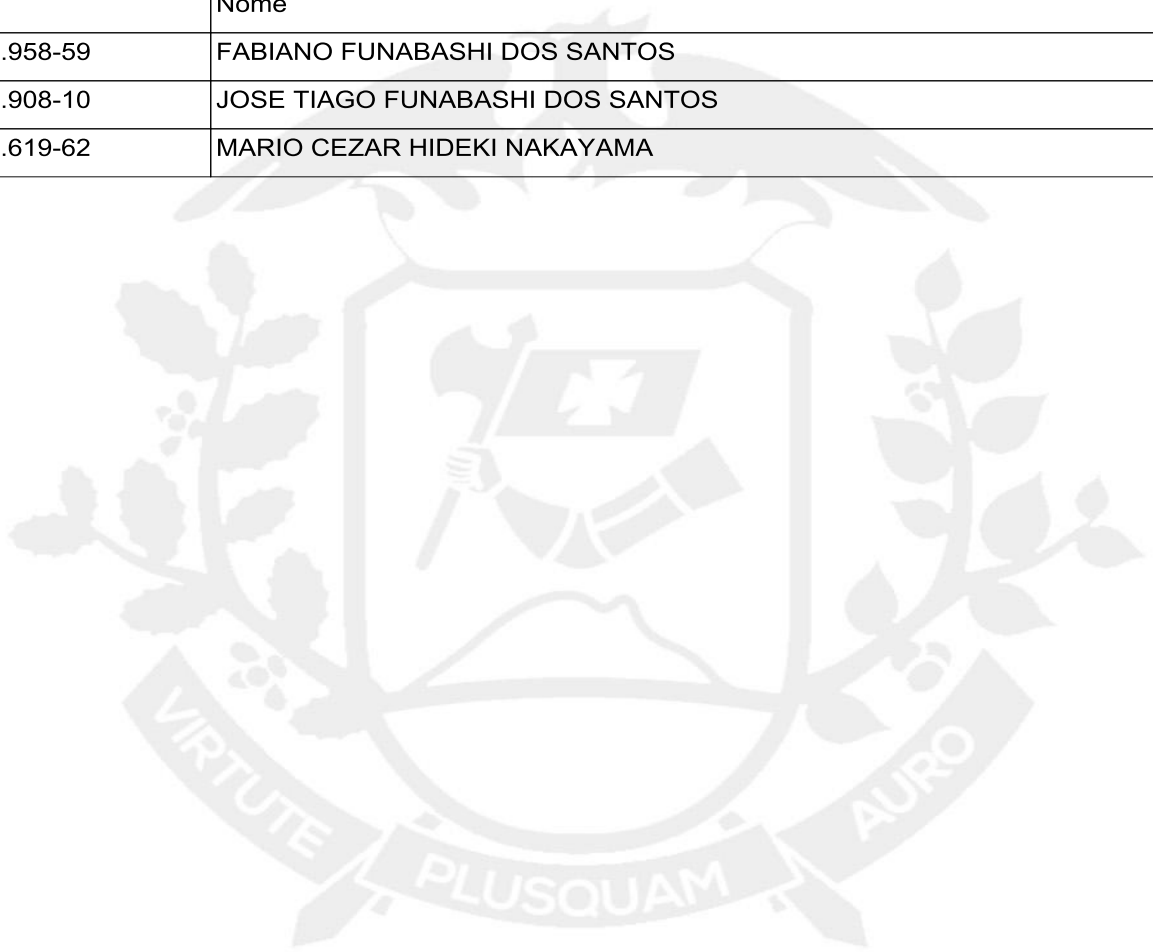 Nome
.958-59 FABIANO FUNABASHI DOS SANTOS
.908-10 JOSE TIAGO FUNABASHI DOS SANTOS
.619-62 MARIO CEZAR HIDEKI NAKAYAMA
VIRTUTE PLUSQUAM AURO